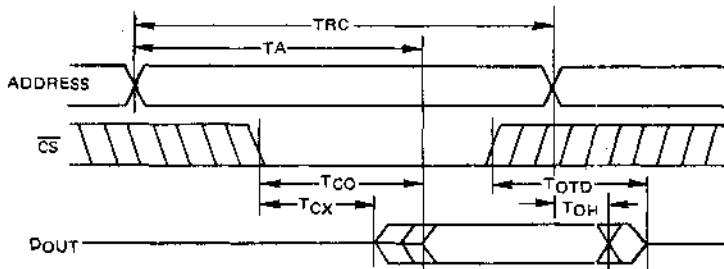 TRC
TA
ADDRESS
CS
TCO
TOTD
TCX
TOH
DOUT